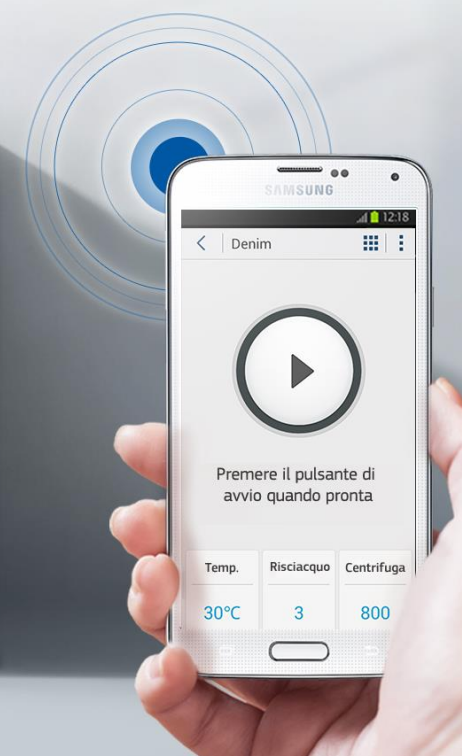 SAMSUNG
12:18
Denim
Premere il pulsante di
avvio quando pronta
Temp. Risciacquo Centrifuga
30°C 3 800